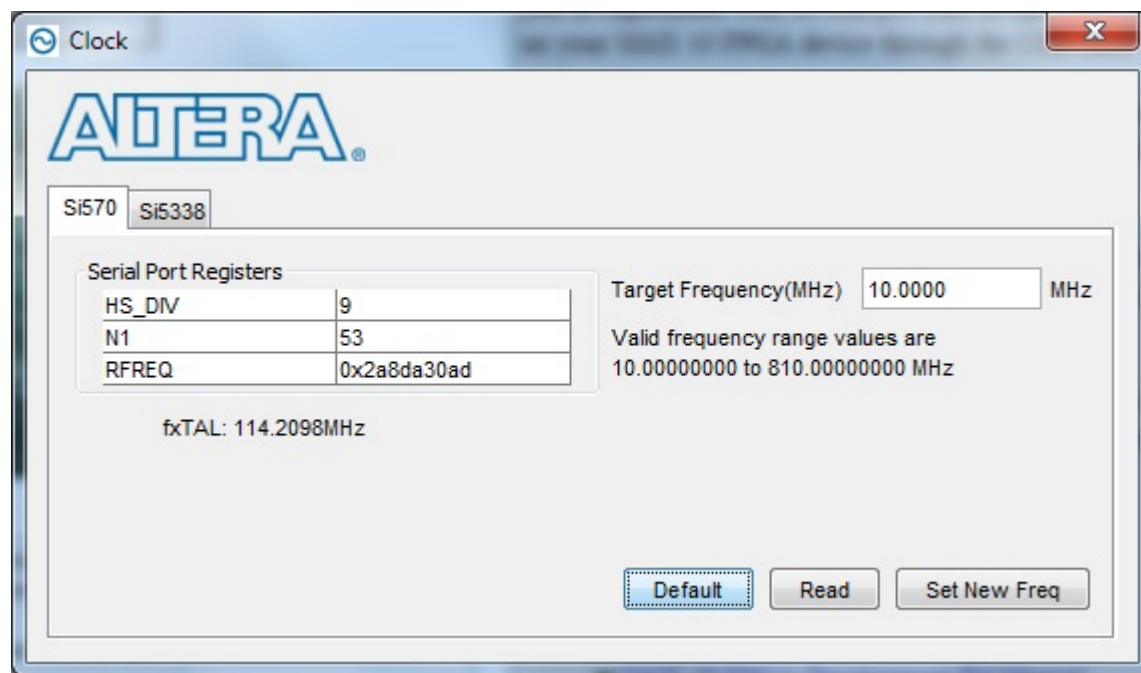 Clock
ALTERA®
Si570 Si5338
Serial Port Registers
HS_DIV 9
N1 53
RFREQ 0x2a8da30ad
fxTAL: 114.2098MHz
Target Frequency(MHz) 10.0000 MHz
Valid frequency range values are
10.00000000 to 810.00000000 MHz
Default Read Set New Freq